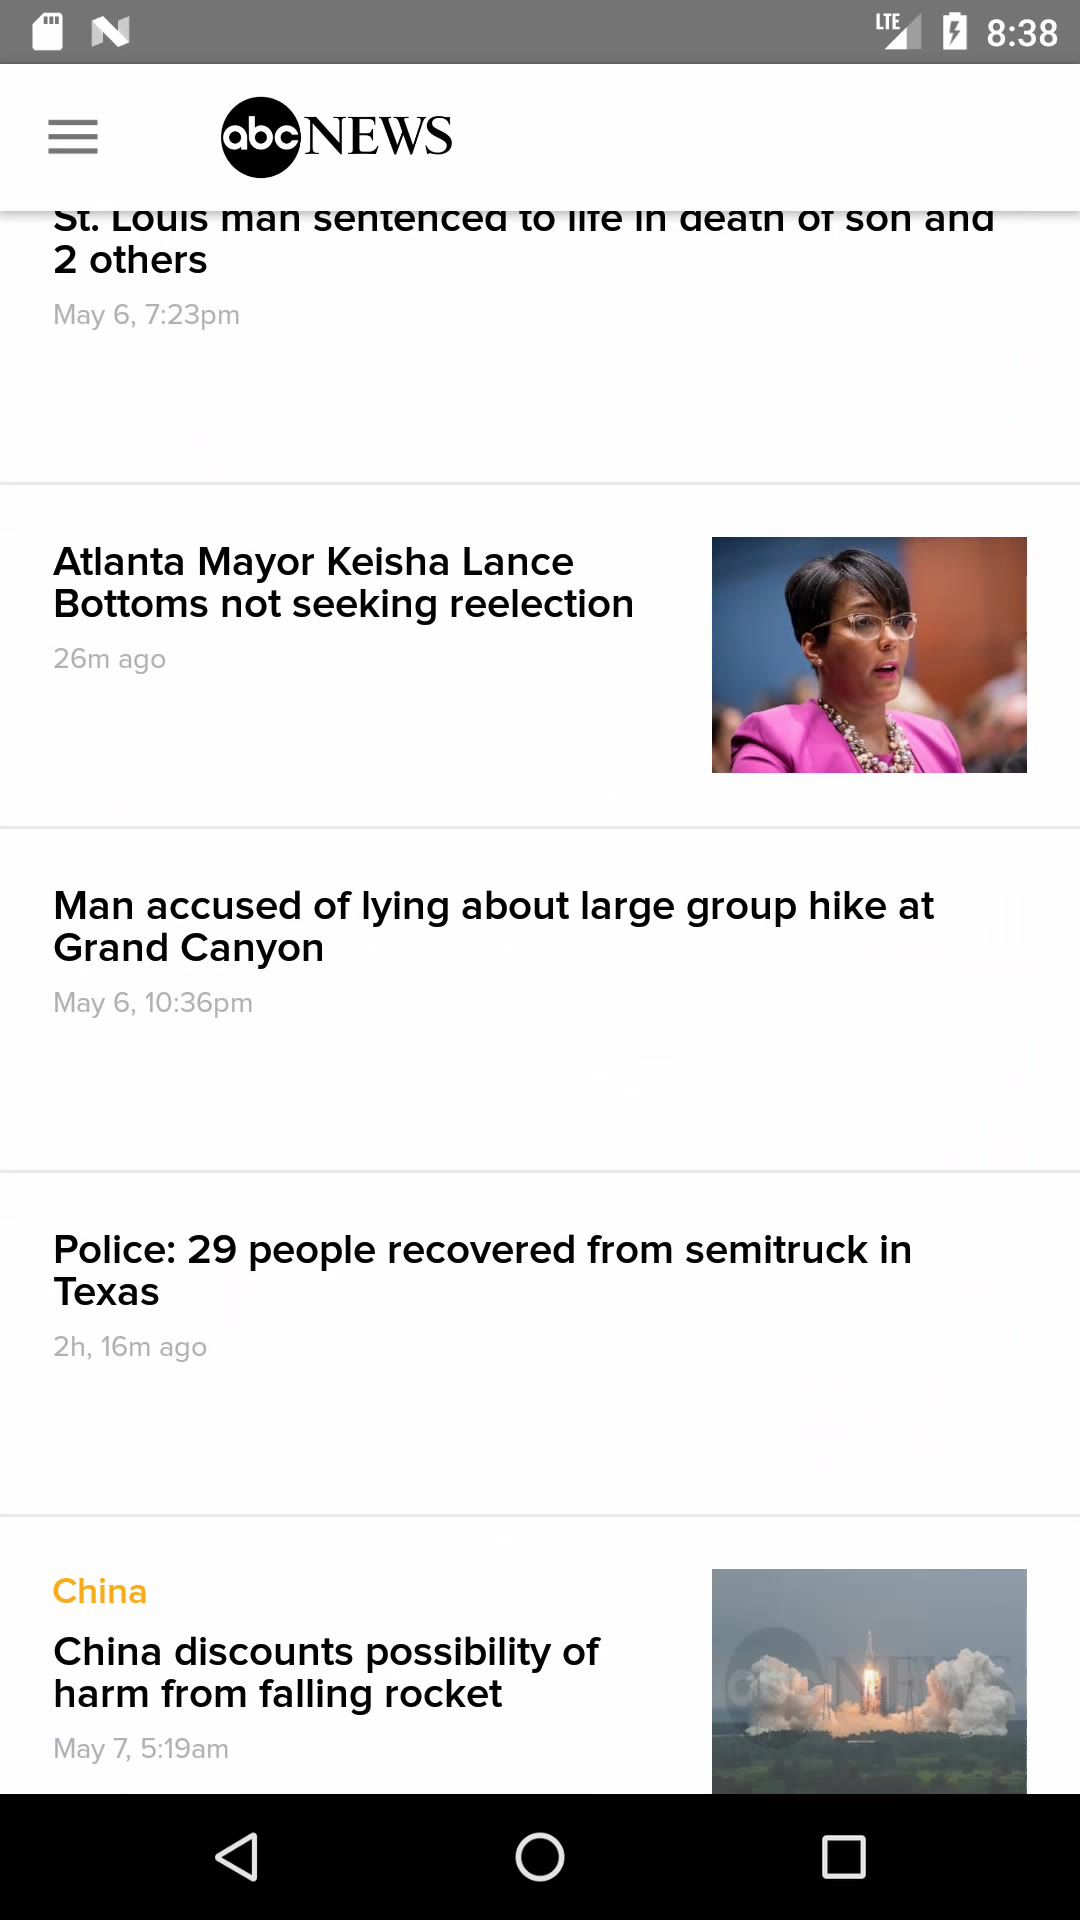 LTE 8:38
abc NEWS
St. Louis man sentenced to life in death of son and
2 others
May 6, 7:23pm
Atlanta Mayor Keisha Lance
Bottoms not seeking reelection
26m ago
Man accused of lying about large group hike at
Grand Canyon
May 6, 10:36pm
Police: 29 people recovered from semitruck in
Texas
2h, 16m ago
China
China discounts possibility of
harm from falling rocket
May 7, 5:19am
abc NEWS